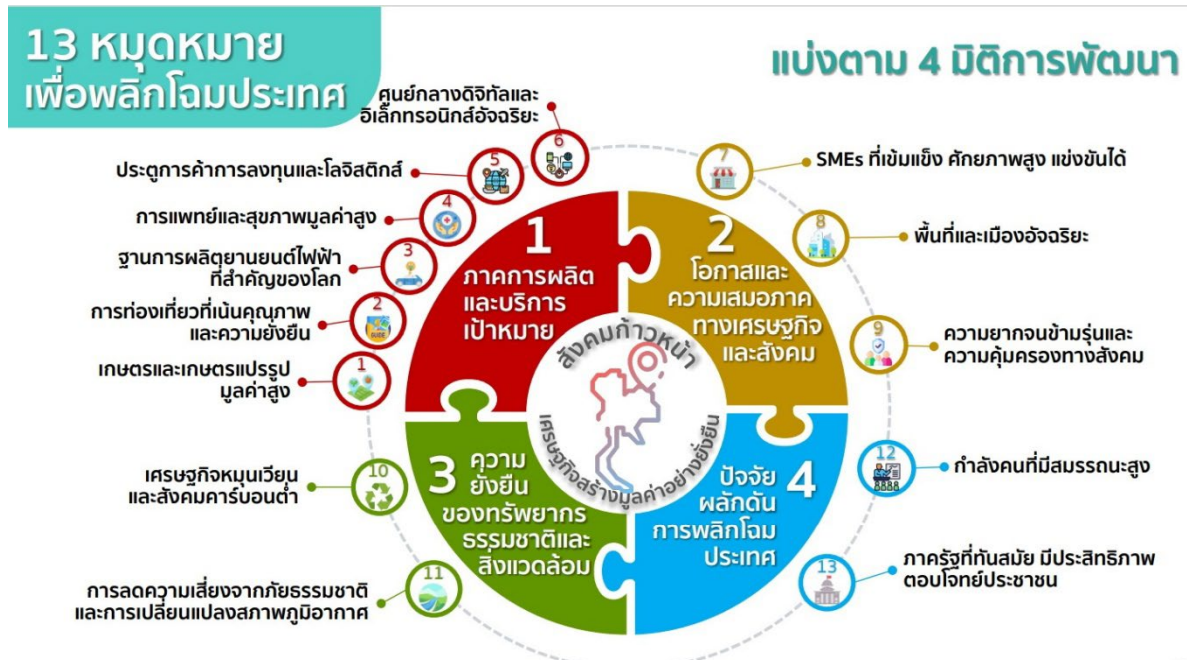 13 หมุดหมาย
เพื่อพลิกโฉมประเทศ
แบ่งตาม 4 มิติการพัฒนา
ศูนย์กลางดิจิทัลและ
อิเล็กทรอนิกส์อัจฉริยะ
6
ประตูการค้าการลงทุนและโลจิสติกส์
5
การแพทย์และสุขภาพมูลค่าสูง
4
ฐานการผลิตยานยนต์ไฟฟ้า
ที่สำคัญของโลก
3
การท่องเที่ยวที่เน้นคุณภาพ
และความยั่งยืน
2
เกษตรและเกษตรแปรรูป
มูลค่าสูง
1
1
ภาคการผลิต
และบริการ
เป้าหมาย
2
โอกาสและ
ความเสมอภาค
ทางเศรษฐกิจ
และสังคม
7
SMEs ที่เข้มแข็ง ศักยภาพสูง แข่งขันได้
8
พื้นที่และเมืองอัจฉริยะ
9
ความยากจนข้ามรุ่นและ
ความคุ้มครองทางสังคม
สังคมก้าวหน้า
เศรษฐกิจสร้างมูลค่าอย่างยั่งยืน
3
ความ
ยั่งยืน
ของทรัพยากร
ธรรมชาติและ
สิ่งแวดล้อม
เศรษฐกิจหมุนเวียน
และสังคมคาร์บอนต่ำ
10
การลดความเสี่ยงจากภัยธรรมชาติ
และการเปลี่ยนแปลงสภาพภูมิอากาศ
11
4
ปัจจัย
ผลักดัน
การพลิกโฉม
ประเทศ
12
กำลังคนที่มีสมรรถนะสูง
13
ภาครัฐที่ทันสมัย มีประสิทธิภาพ
ตอบโจทย์ประชาชน